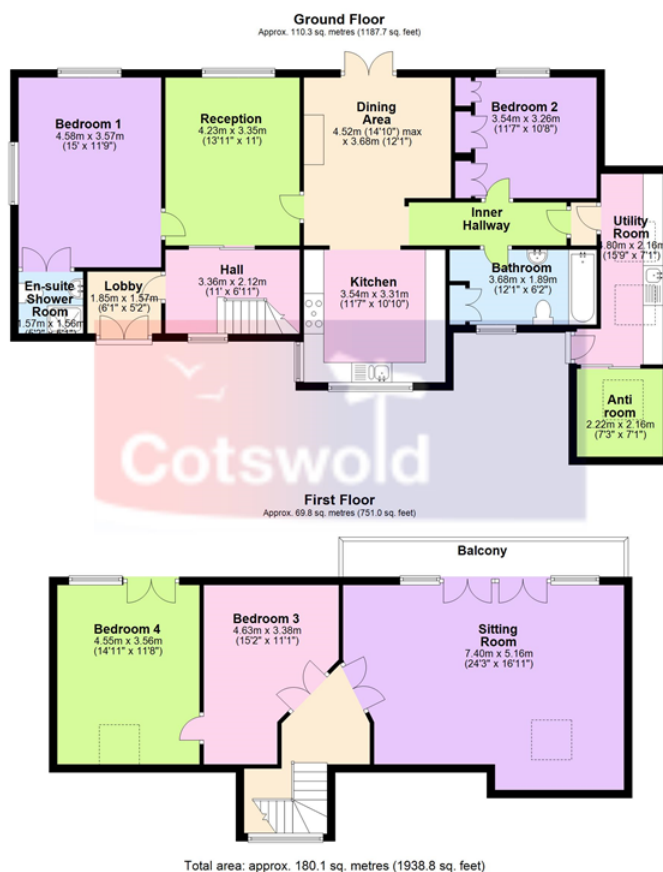 Ground Floor
Approx. 110.3 sq. metres (1187.7 sq. feet)
Bedroom 1
4.58m x 3.57m
(15' x 11'9")
Reception
4.23m x 3.35m
(13'11" x 11')
Dining
Area
4.52m (14'10") max
x 3.68m (12'1")
Bedroom 2
3.54m x 3.26m
(11'7" x 10'8")
Inner
Hallway
Utility
Room
4.80m x 2.16m
(15'9" x 7'1")
En-suite
Shower
Room
1.57m x 1.56m
(5'2" x 5'1")
Lobby
1.85m x 1.57m
(6'1" x 5'2")
Hall
3.36m x 2.12m
(11' x 6'11")
Kitchen
3.54m x 3.31m
(11'7" x 10'10")
Bathroom
3.68m x 1.89m
(12'1" x 6'2")
Anti
room
2.22m x 2.16m
(7'3" x 7'1")
Cotswold
First Floor
Approx. 69.8 sq. metres (751.0 sq. feet)
Balcony
Bedroom 4
4.55m x 3.56m
(14'11" x 11'8")
Bedroom 3
4.63m x 3.38m
(15'2" x 11'1")
Sitting
Room
7.40m x 5.16m
(24'3" x 16'11")
Total area: approx. 180.1 sq. metres (1938.8 sq. feet)